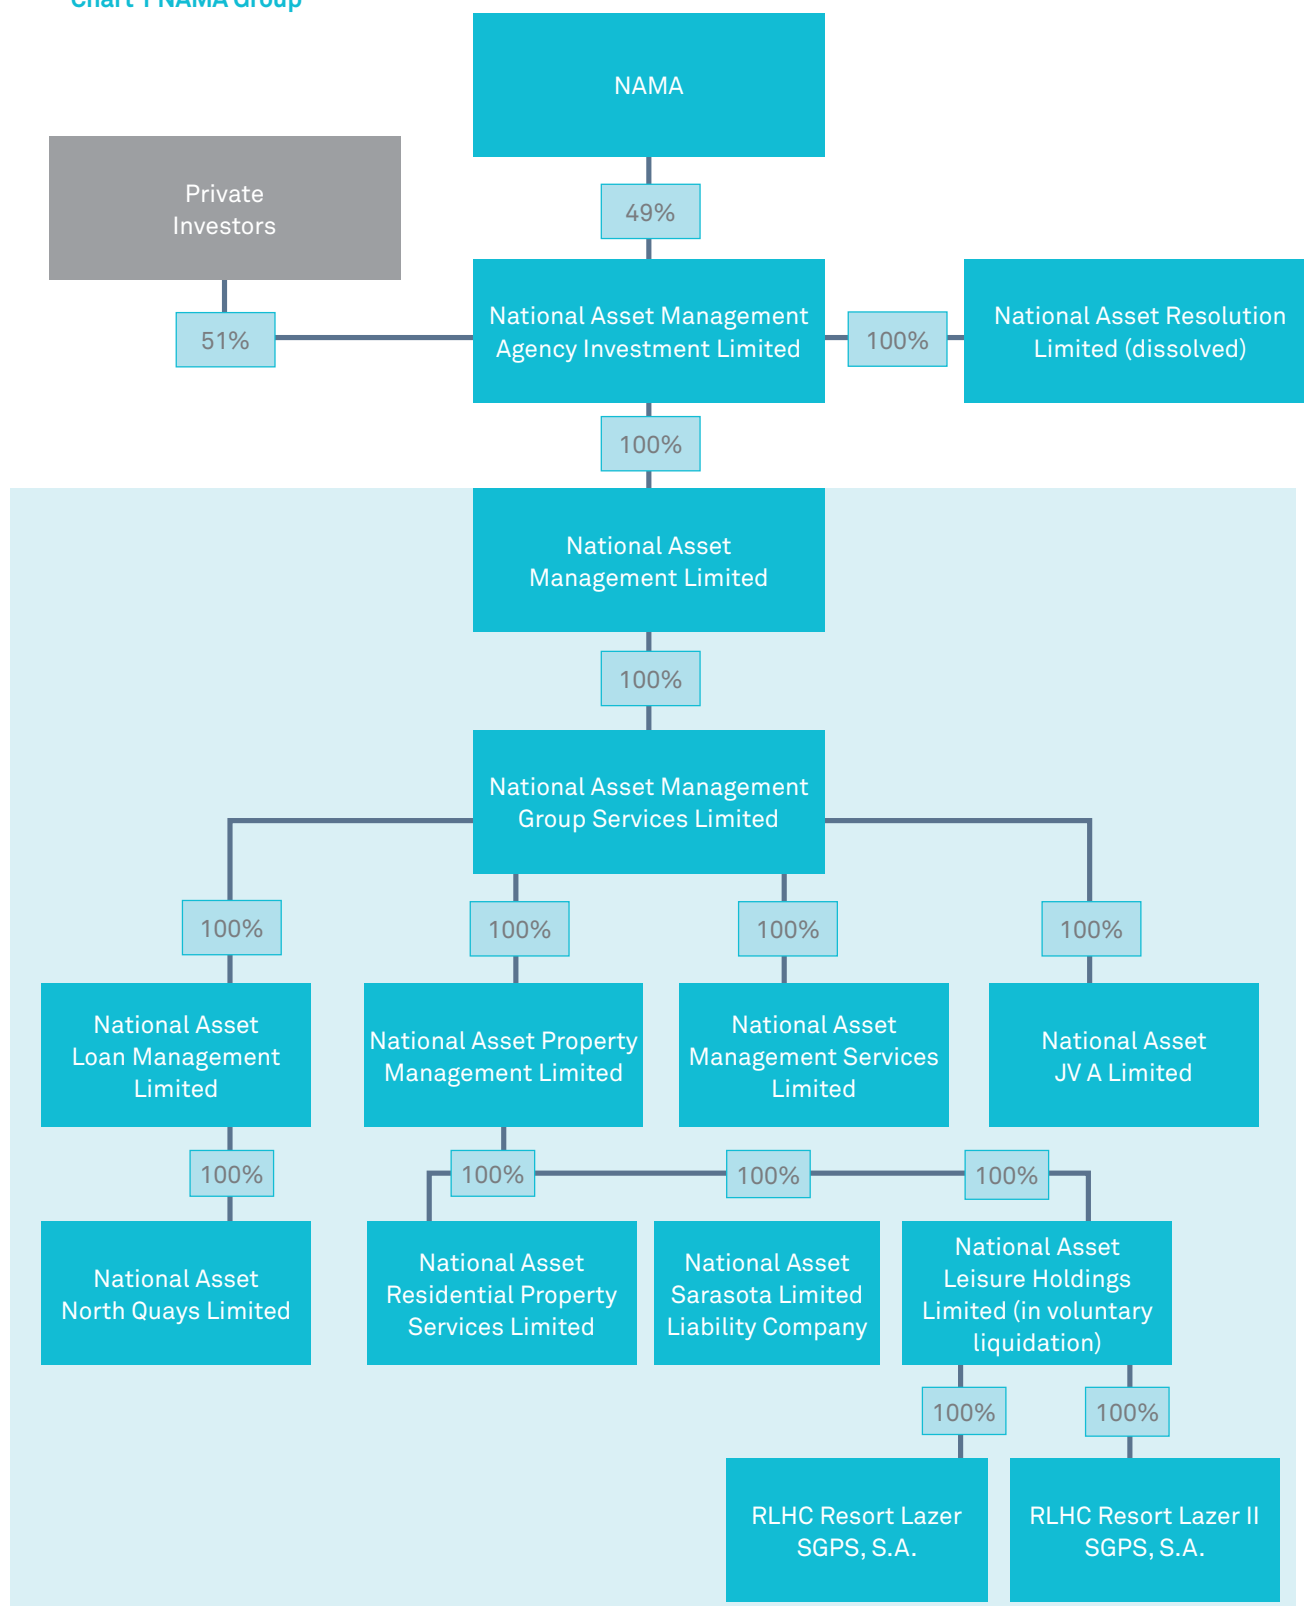 Chart 1 NAMA Group
NAMA
Private
Investors
49%
51%
National Asset Management
Agency Investment Limited
100%
National Asset Resolution
Limited (dissolved)
100%
National Asset
Management Limited
100%
National Asset Management
Group Services Limited
100%
100%
100%
100%
National Asset
Loan Management
Limited
National Asset Property
Management Limited
National Asset
Management Services
Limited
National Asset
JV A Limited
100%
100%
100%
100%
National Asset
North Quays Limited
National Asset
Residential Property
Services Limited
National Asset
Sarasota Limited
Liability Company
National Asset
Leisure Holdings
Limited (in voluntary
liquidation)
100%
100%
RLHC Resort Lazer
SGPS, S.A.
RLHC Resort Lazer II
SGPS, S.A.